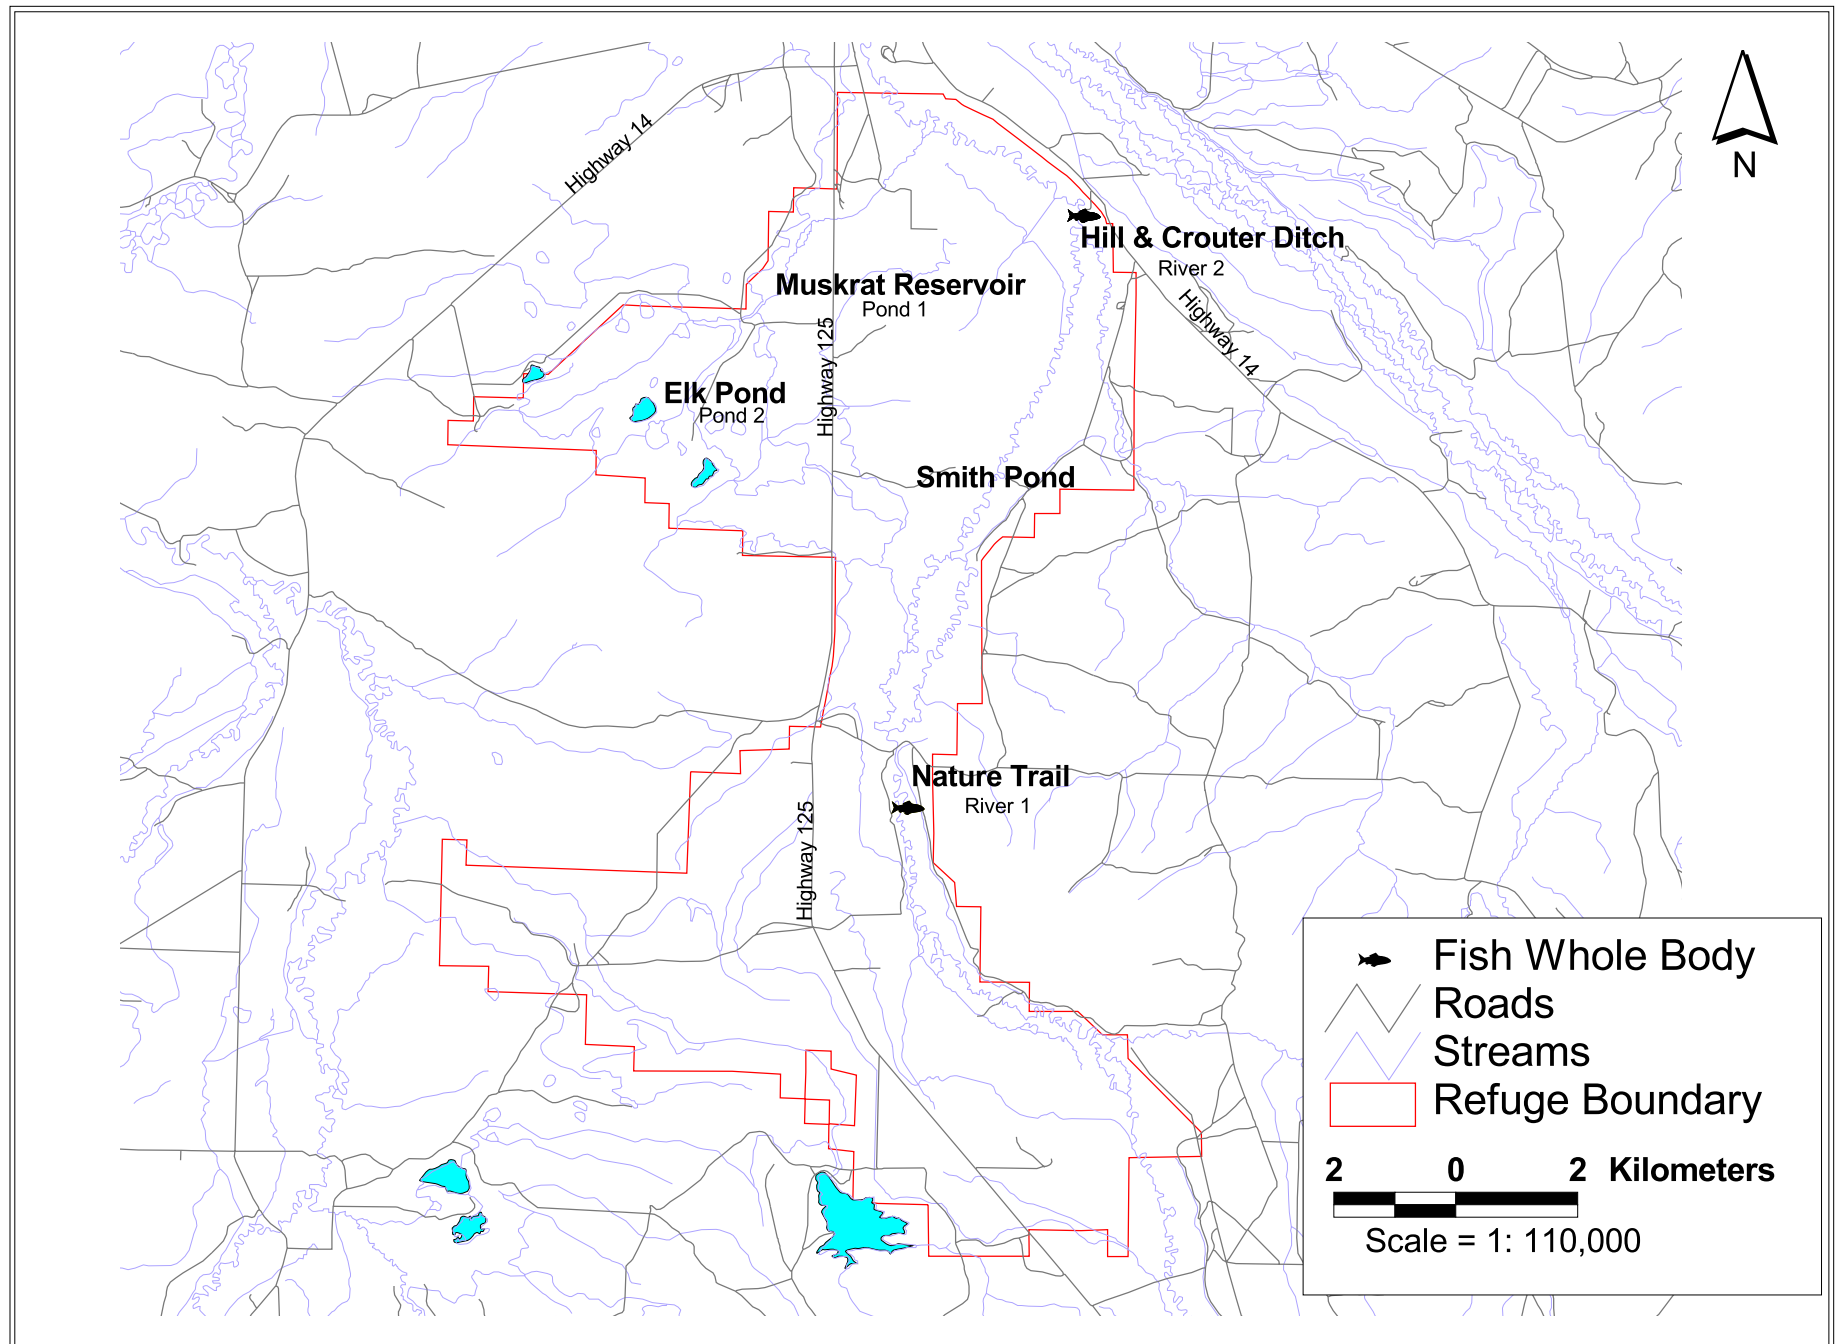 Highway 14
N
Hill & Crouter Ditch
River 2
Muskrat Reservoir
Pond 1
Highway 14
Highway 125
Elk Pond
Pond 2
Smith Pond
Nature Trail
River 1
Highway 125
Fish Whole Body
Roads
Streams
Refuge Boundary
2 0 2 Kilometers
Scale = 1: 110,000